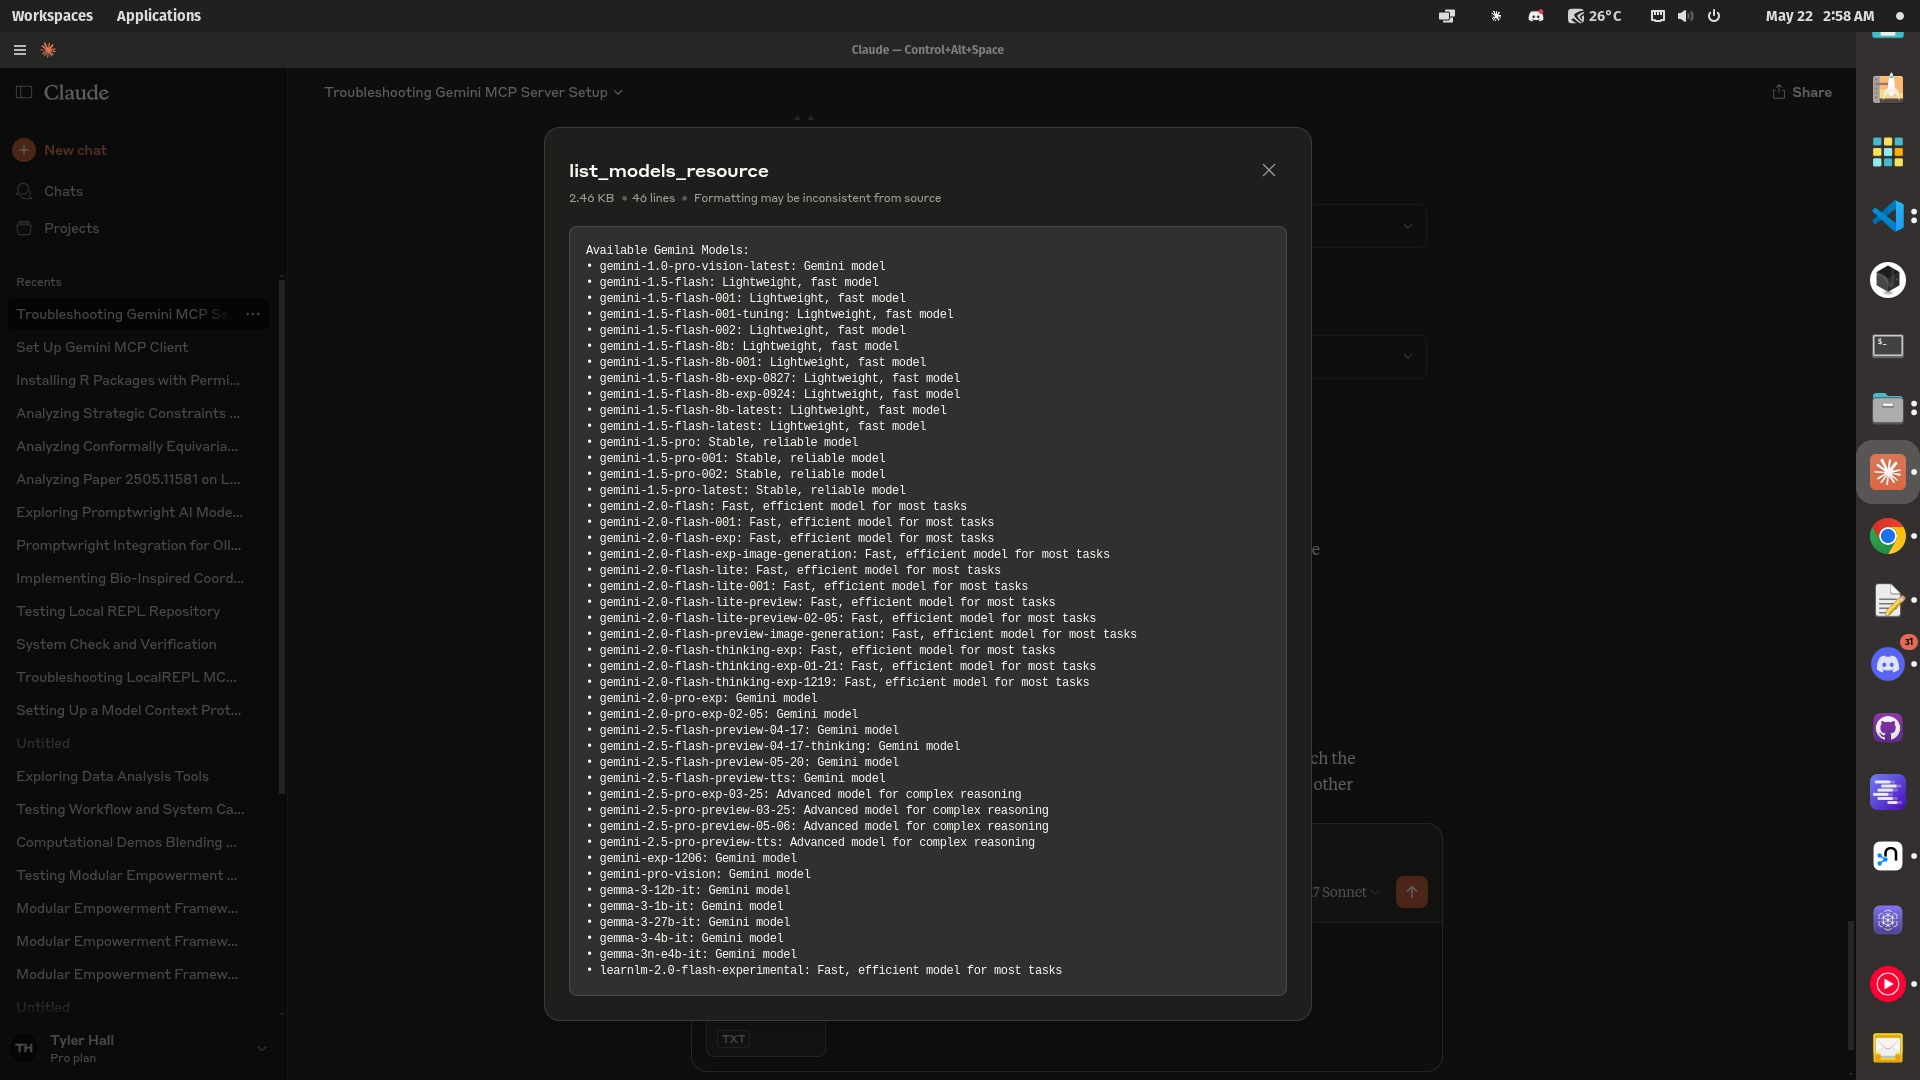 Workspaces Applications 26°C May 22 2:58 AM
Claude — Control+Alt+Space
Claude
Troubleshooting Gemini MCP Server Setup
Share
New chat
Chats
Projects
Recents
Troubleshooting Gemini MCP Se...
Set Up Gemini MCP Client
Installing R Packages with Permi...
Analyzing Strategic Constraints ...
Analyzing Conformally Equivaria...
Analyzing Paper 2505.11581 on L...
Exploring Promptwright AI Mode...
Promptwright Integration for Oll...
Implementing Bio-Inspired Coord...
Testing Local REPL Repository
System Check and Verification
Troubleshooting LocalREPL MC...
Setting Up a Model Context Prot...
Untitled
Exploring Data Analysis Tools
Testing Workflow and System Ca...
Computational Demos Blending ...
Testing Modular Empowerment ...
Modular Empowerment Framew...
Modular Empowerment Framew...
Modular Empowerment Framew...
Untitled
TH
Tyler Hall
Pro plan
list_models_resource
2.46 KB • 46 lines • Formatting may be inconsistent from source
Available Gemini Models:
• gemini-1.0-pro-vision-latest: Gemini model
• gemini-1.5-flash: Lightweight, fast model
• gemini-1.5-flash-001: Lightweight, fast model
• gemini-1.5-flash-001-tuning: Lightweight, fast model
• gemini-1.5-flash-002: Lightweight, fast model
• gemini-1.5-flash-8b: Lightweight, fast model
• gemini-1.5-flash-8b-001: Lightweight, fast model
• gemini-1.5-flash-8b-exp-0827: Lightweight, fast model
• gemini-1.5-flash-8b-exp-0924: Lightweight, fast model
• gemini-1.5-flash-8b-latest: Lightweight, fast model
• gemini-1.5-flash-latest: Lightweight, fast model
• gemini-1.5-pro: Stable, reliable model
• gemini-1.5-pro-001: Stable, reliable model
• gemini-1.5-pro-002: Stable, reliable model
• gemini-1.5-pro-latest: Stable, reliable model
• gemini-2.0-flash: Fast, efficient model for most tasks
• gemini-2.0-flash-001: Fast, efficient model for most tasks
• gemini-2.0-flash-exp: Fast, efficient model for most tasks
• gemini-2.0-flash-exp-image-generation: Fast, efficient model for most tasks
• gemini-2.0-flash-lite: Fast, efficient model for most tasks
• gemini-2.0-flash-lite-001: Fast, efficient model for most tasks
• gemini-2.0-flash-lite-preview: Fast, efficient model for most tasks
• gemini-2.0-flash-lite-preview-02-05: Fast, efficient model for most tasks
• gemini-2.0-flash-preview-image-generation: Fast, efficient model for most tasks
• gemini-2.0-flash-thinking-exp: Fast, efficient model for most tasks
• gemini-2.0-flash-thinking-exp-01-21: Fast, efficient model for most tasks
• gemini-2.0-flash-thinking-exp-1219: Fast, efficient model for most tasks
• gemini-2.0-pro-exp: Gemini model
• gemini-2.0-pro-exp-02-05: Gemini model
• gemini-2.5-flash-preview-04-17: Gemini model
• gemini-2.5-flash-preview-04-17-thinking: Gemini model
• gemini-2.5-flash-preview-05-20: Gemini model
• gemini-2.5-flash-preview-tts: Gemini model
• gemini-2.5-pro-exp-03-25: Advanced model for complex reasoning
• gemini-2.5-pro-preview-03-25: Advanced model for complex reasoning
• gemini-2.5-pro-preview-05-06: Advanced model for complex reasoning
• gemini-2.5-pro-preview-tts: Advanced model for complex reasoning
• gemini-exp-1206: Gemini model
• gemini-pro-vision: Gemini model
• gemma-3-12b-it: Gemini model
• gemma-3-1b-it: Gemini model
• gemma-3-27b-it: Gemini model
• gemma-3-4b-it: Gemini model
• gemma-3n-e4b-it: Gemini model
• learnlm-2.0-flash-experimental: Fast, efficient model for most tasks
the
other
7 Sonnet
TXT
31